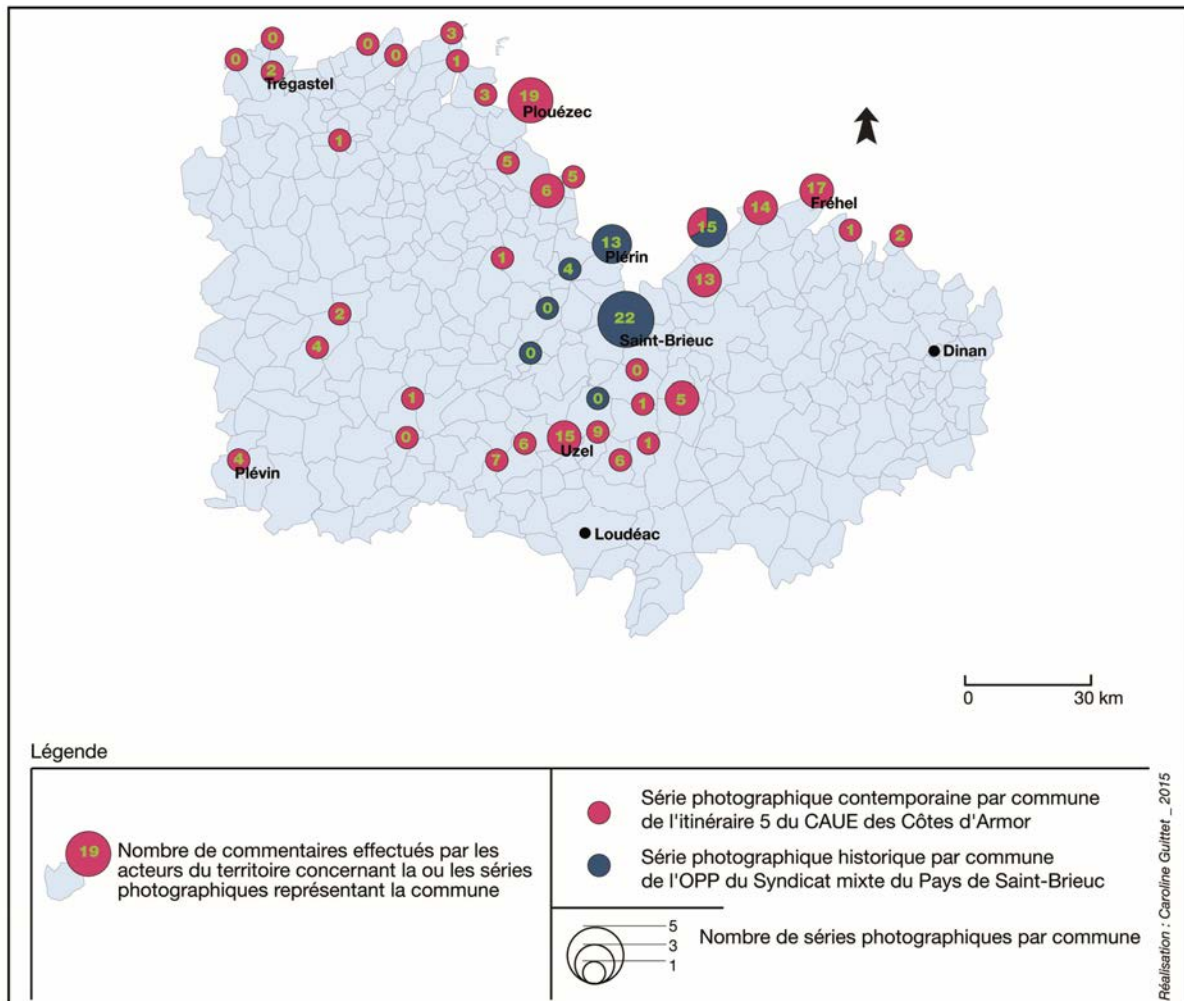 0
3
0
0
0
1
2
Trégastel
3
19
Plouézec
1
5
5
6
17
Fréhel
14
15
1
2
13
Plérin
1
4
13
0
2
22
Saint-Brieuc
4
0
Dinan
0
1
0
1
5
0
9
15
Uzel
6
1
4
Plévin
7
6
Loudéac
0 30 km
Légende
19
Nombre de commentaires effectués par les
acteurs du territoire concernant la ou les séries
photographiques représentant la commune
Série photographique contemporaine par commune
de l'itinéraire 5 du CAUE des Côtes d'Armor
Série photographique historique par commune
de l'OPP du Syndicat mixte du Pays de Saint-Brieuc
5
3
1
Nombre de séries photographiques par commune
Réalisation : Caroline Guittet _ 2015